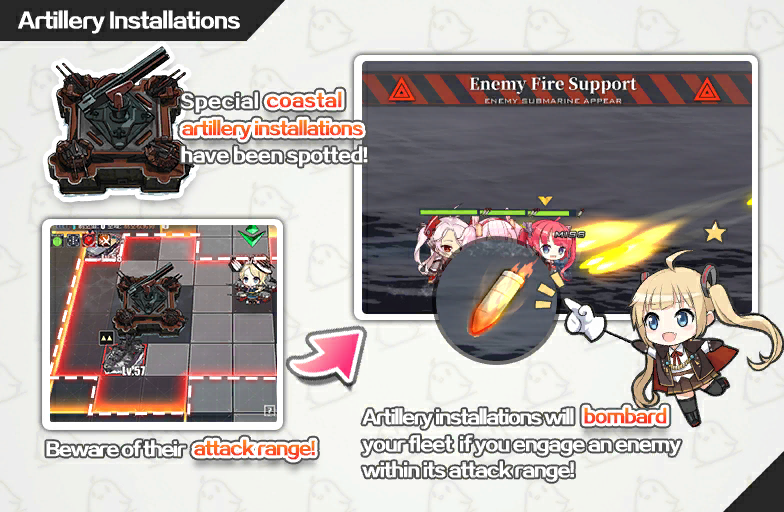 Artillery Installations
Special coastal
artillery installations
have been spotted!
Enemy Fire Support
ENEMY SUBMARINE APPEAR
MISS
Lv.57
Beware of their attack range!
Artillery installations will bombard
your fleet if you engage an enemy
within its attack range!